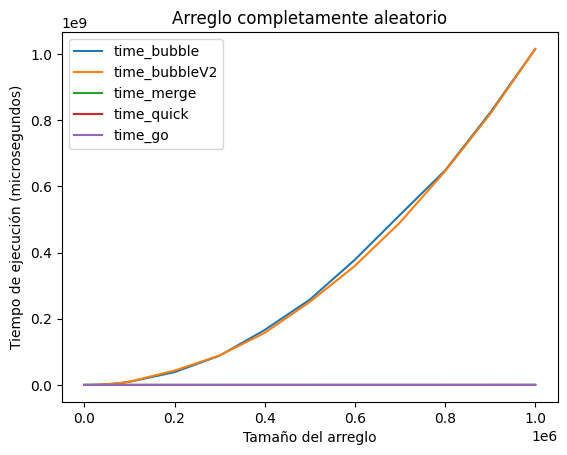 Arreglo completamente aleatorio
1e9
time_bubble
time_bubbleV2
time_merge
time_quick
time_go
Tiempo de ejecución (microsegundos)
1.0
0.8
0.6
0.4
0.2
0.0
0.0 0.2 0.4 0.6 0.8 1.0
Tamaño del arreglo
1e6